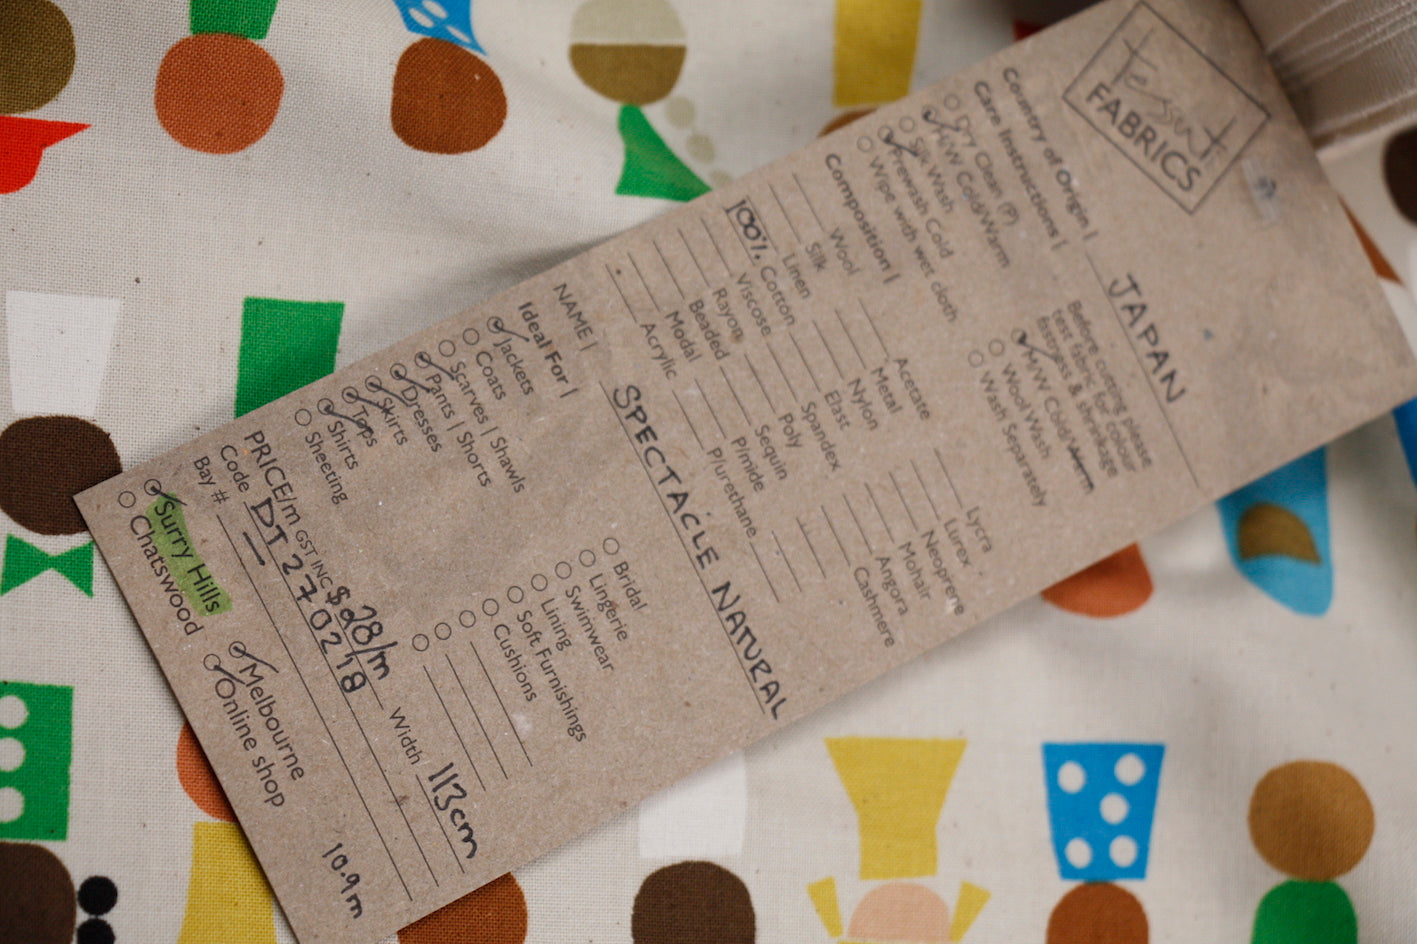 Tessuti
FABRICS
Country of origin | JAPAN
Care Instructions |
Before cutting please
test fabric for colour
fastness & shrinkage
Dry Clean (P)
H/W Cold/Warm
Silk Wash
Prewash Cold
Wipe with wet cloth
M/W Cold/Warm
Wool Wash
Wash Separately
Composition |
Wool
Silk
Linen
100% Cotton
Viscose
Rayon
Beaded
Modal
Acrylic
Acetate
Metal
Nylon
Elast
Spandex
Poly
Sequin
P/mide
P/urethane
Lycra
Lurex
Neoprene
Mohair
Angora
Cashmere
NAME | SPECTACLE NATURAL
Ideal For |
Jackets
Coats
Scarves | Shawls
Pants | Shorts
Dresses
Skirts
Tops
Shirts
Sheeting
Bridal
Lingerie
Swimwear
Lining
Soft Furnishings
Cushions
PRICE/m GST INC $28/m Width 113cm
Code DT 270218
Bay # —
10.9m
Surry Hills
Chatswood
Melbourne
Online shop